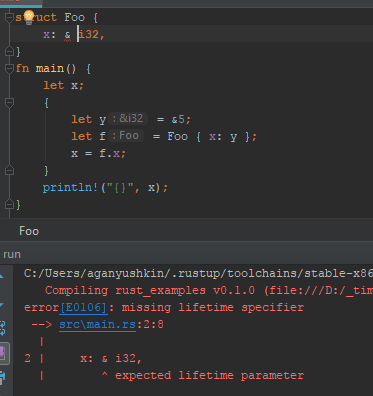 struct Foo {
x: & i32,
}
fn main() {
let x;
{
let y : &i32 = &5;
let f : Foo = Foo { x: y };
x = f.x;
}
println!("{}", x);
}
Foo
run
C:/Users/aganyushkin/.rustup/toolchains/stable-x86
Compiling rust_examples v0.1.0 (file:///D:/_tim
error[E0106]: missing lifetime specifier
--> src\main.rs:2:8
|
2 | x: & i32,
| ^ expected lifetime parameter